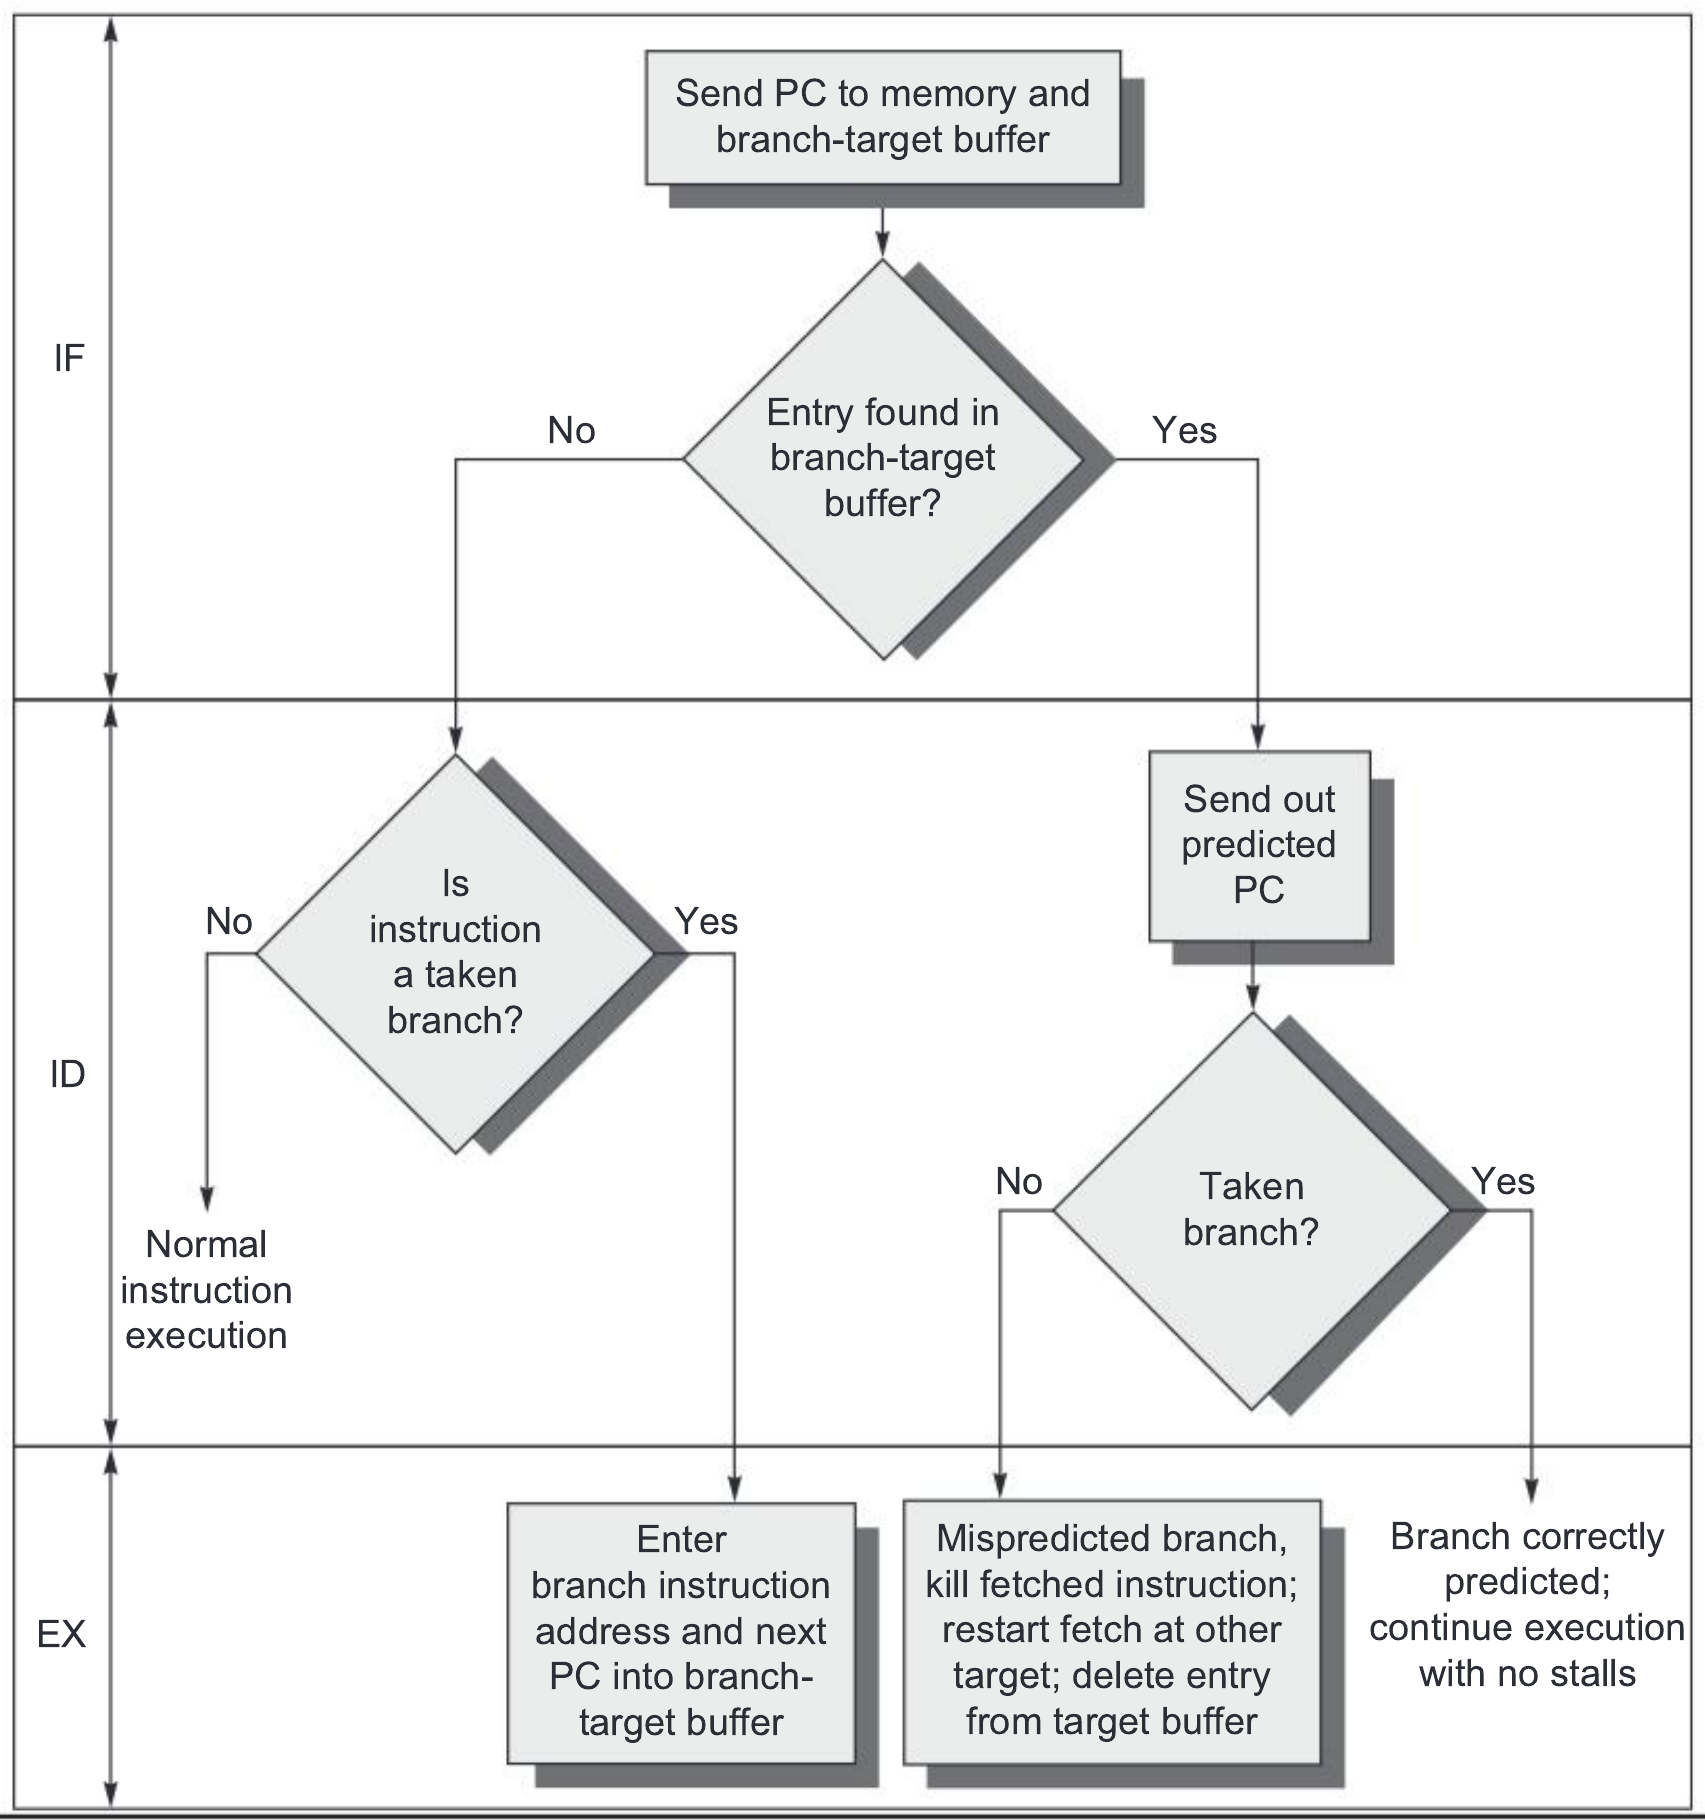 Send PC to memory and
branch-target buffer
IF
No
Entry found in
branch-target
buffer?
Yes
ID
No
Is
instruction
a taken
branch?
Yes
Normal
instruction
execution
Send out
predicted
PC
No
Taken
branch?
Yes
EX
Enter
branch instruction
address and next
PC into branch-
target buffer
Mispredicted branch,
kill fetched instruction;
restart fetch at other
target; delete entry
from target buffer
Branch correctly
predicted;
continue execution
with no stalls